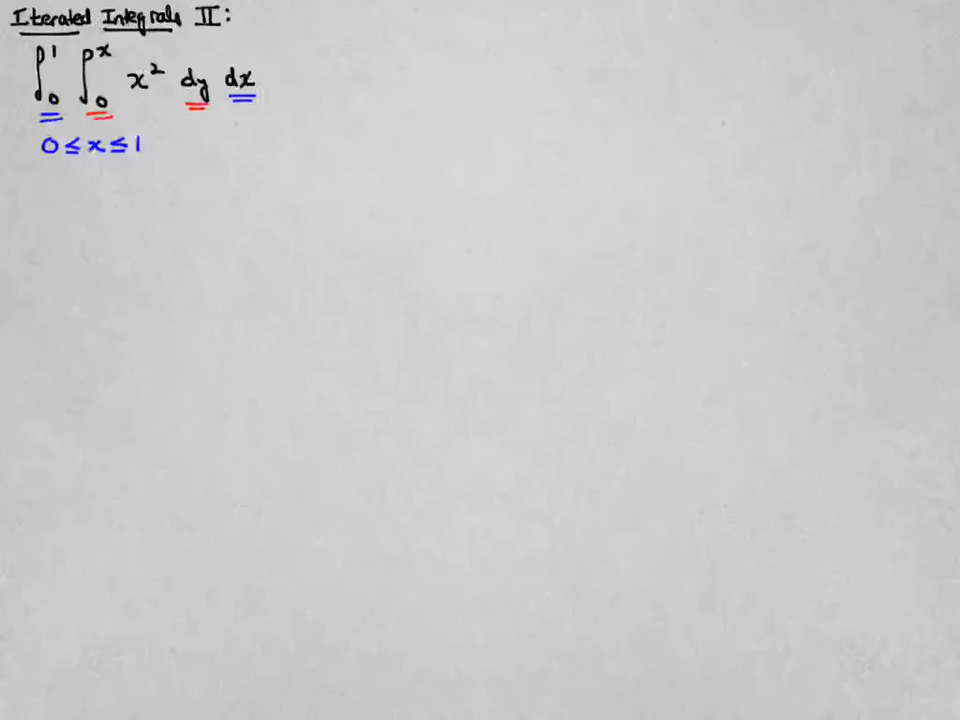 Iterated Integrals II:
∫₀¹ ∫₀ˣ x² dy dx
0 ≤ x ≤ 1